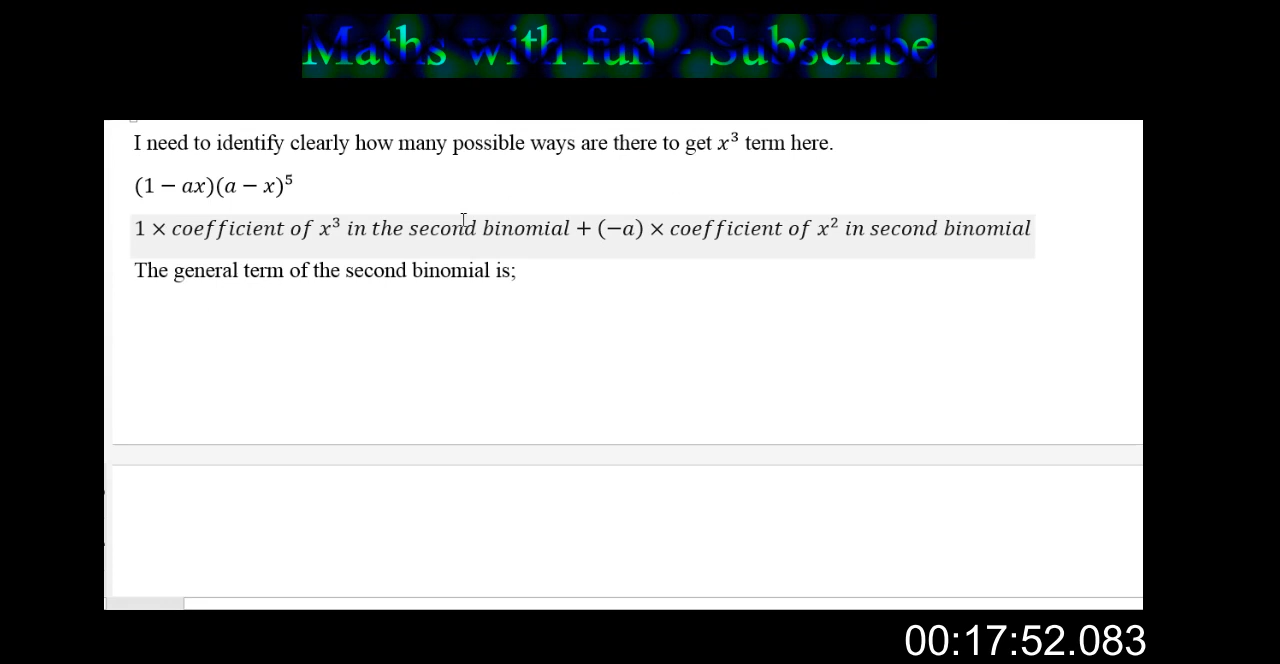 Maths with fun - Subscribe
I need to identify clearly how many possible ways are there to get x³ term here.
(1 − ax)(a − x)⁵
1 × coefficient of x³ in the second binomial + (−a) × coefficient of x² in second binomial
The general term of the second binomial is;
00:17:52.083